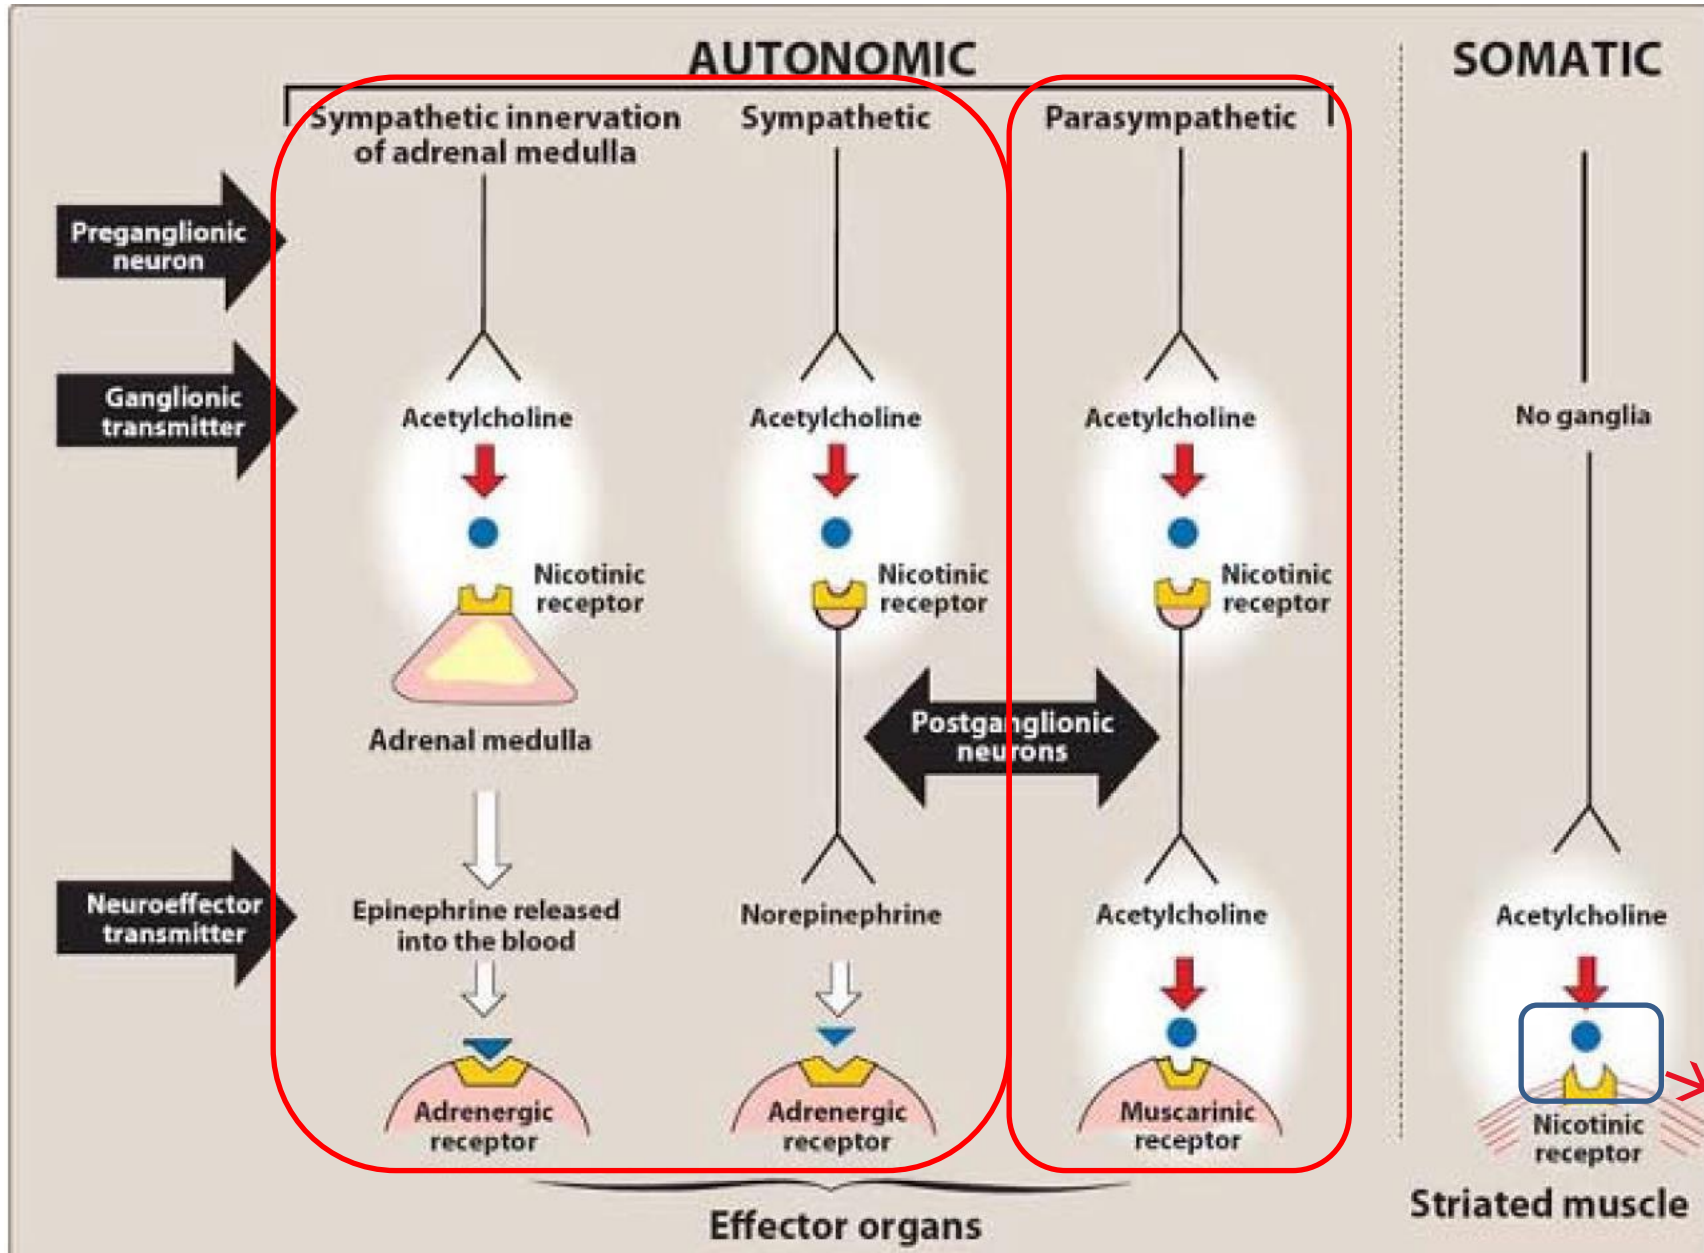 AUTONOMIC
SOMATIC
Sympathetic innervation
of adrenal medulla
Sympathetic
Parasympathetic
Preganglionic
neuron
Ganglionic
transmitter
Acetylcholine
Acetylcholine
Acetylcholine
No ganglia
Nicotinic
receptor
Nicotinic
receptor
Nicotinic
receptor
Adrenal medulla
Postganglionic
neurons
Neuroeffector
transmitter
Epinephrine released
into the blood
Norepinephrine
Acetylcholine
Acetylcholine
Adrenergic
receptor
Adrenergic
receptor
Muscarinic
receptor
Nicotinic
receptor
Striated muscle
Effector organs